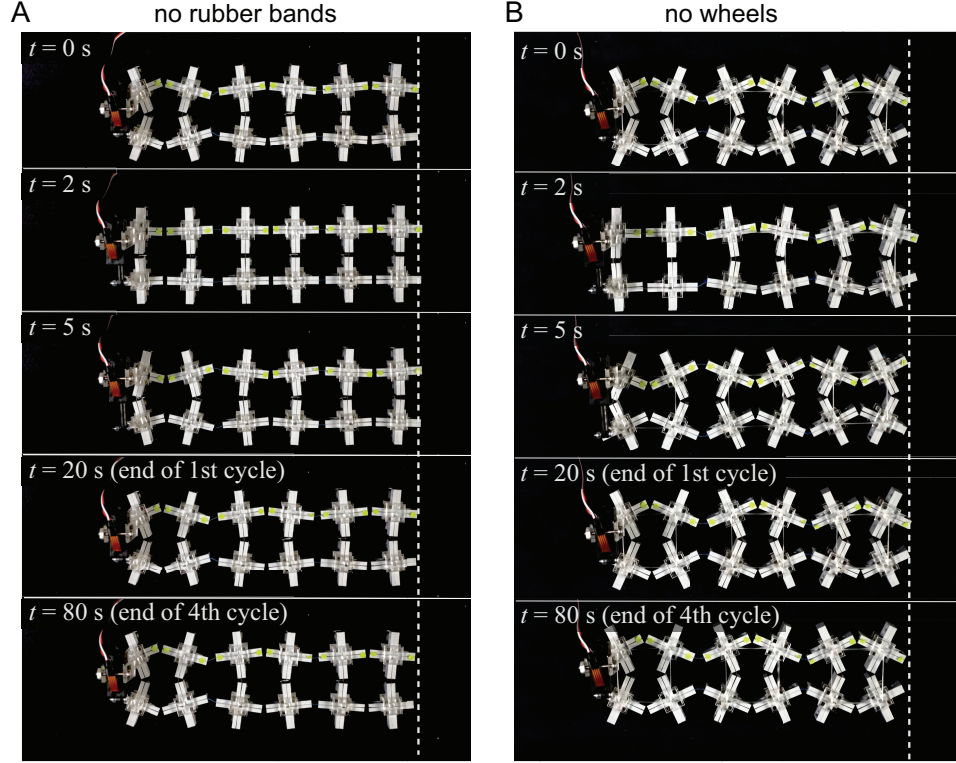 A
no rubber bands
t = 0 s
t = 2 s
t = 5 s
t = 20 s (end of 1st cycle)
t = 80 s (end of 4th cycle)
B
no wheels
t = 0 s
t = 2 s
t = 5 s
t = 20 s (end of 1st cycle)
t = 80 s (end of 4th cycle)